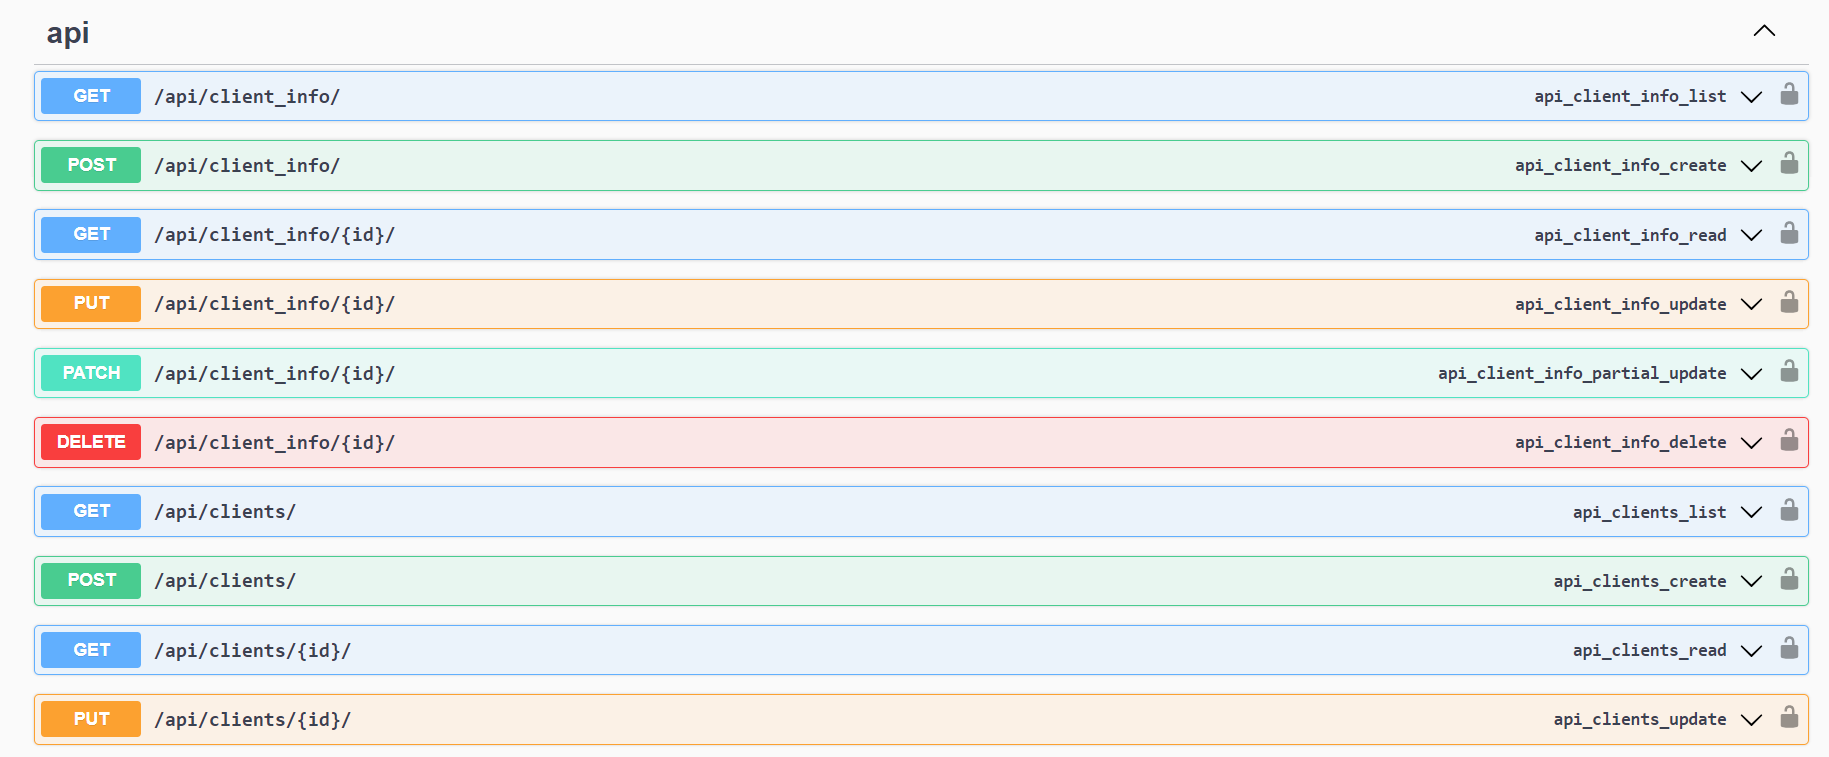 api
GET /api/client_info/ api_client_info_list
POST /api/client_info/ api_client_info_create
GET /api/client_info/{id}/ api_client_info_read
PUT /api/client_info/{id}/ api_client_info_update
PATCH /api/client_info/{id}/ api_client_info_partial_update
DELETE /api/client_info/{id}/ api_client_info_delete
GET /api/clients/ api_clients_list
POST /api/clients/ api_clients_create
GET /api/clients/{id}/ api_clients_read
PUT /api/clients/{id}/ api_clients_update